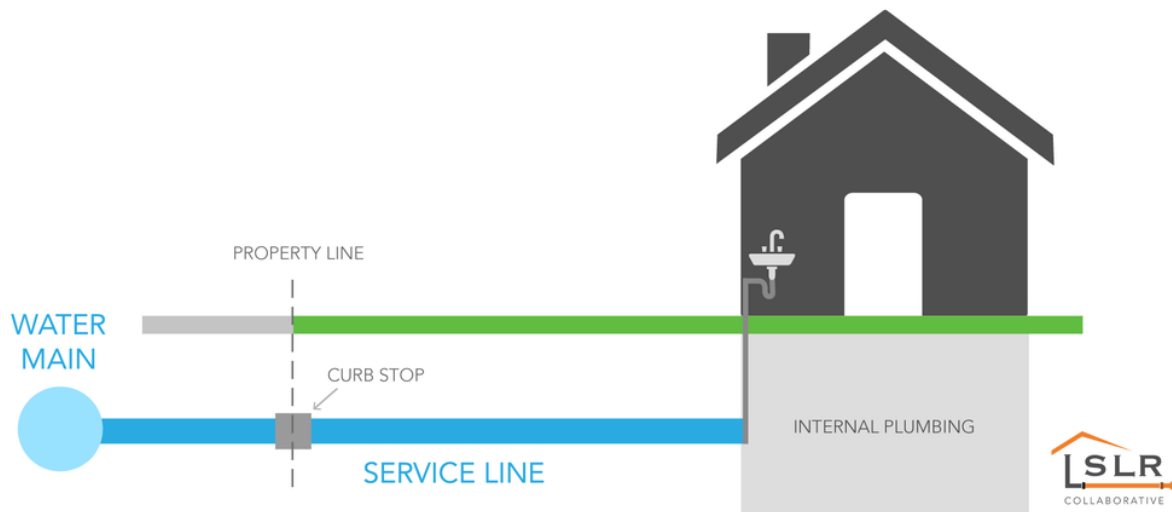 PROPERTY LINE
WATER
MAIN
CURB STOP
SERVICE LINE
INTERNAL PLUMBING
LSLR
COLLABORATIVE